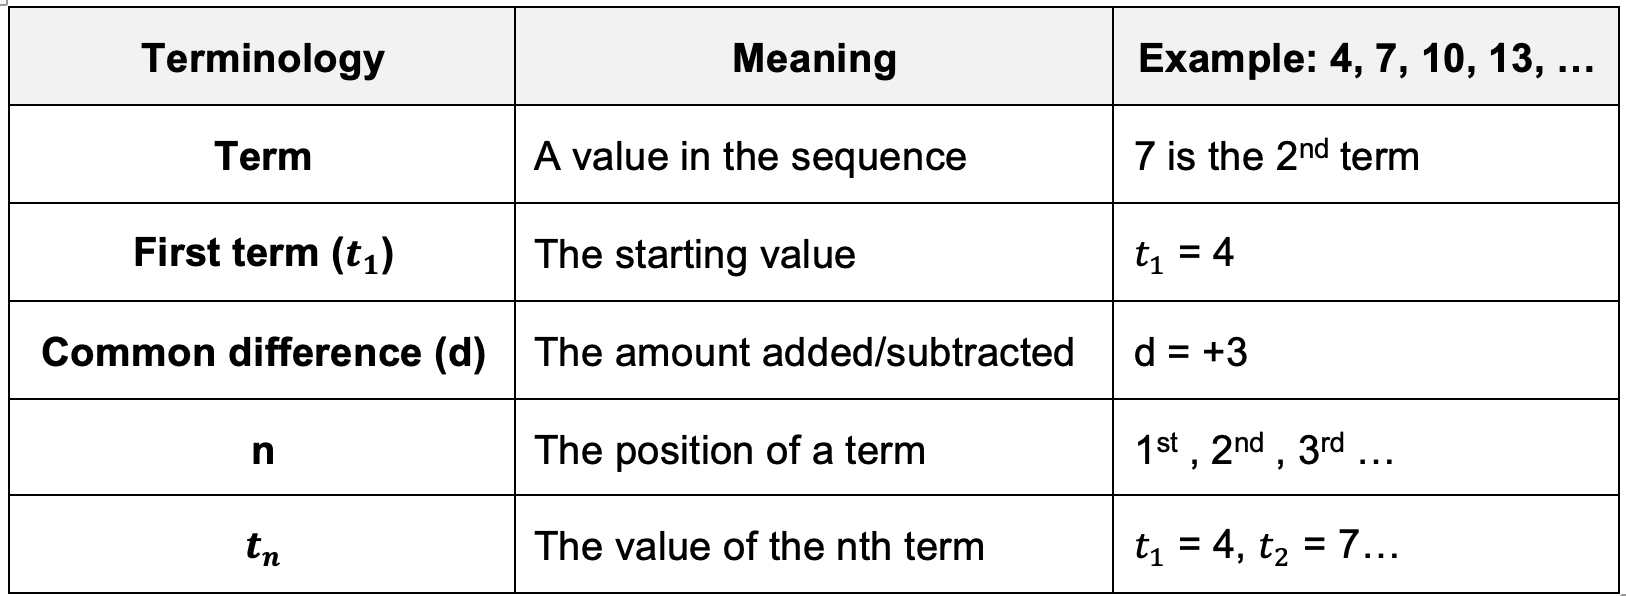 Terminology
Meaning
Example: 4, 7, 10, 13, …
Term
A value in the sequence
7 is the 2nd term
First term (t₁)
The starting value
t₁ = 4
Common difference (d)
The amount added/subtracted
d = +3
n
The position of a term
1st , 2nd , 3rd …
tₙ
The value of the nth term
t₁ = 4, t₂ = 7…